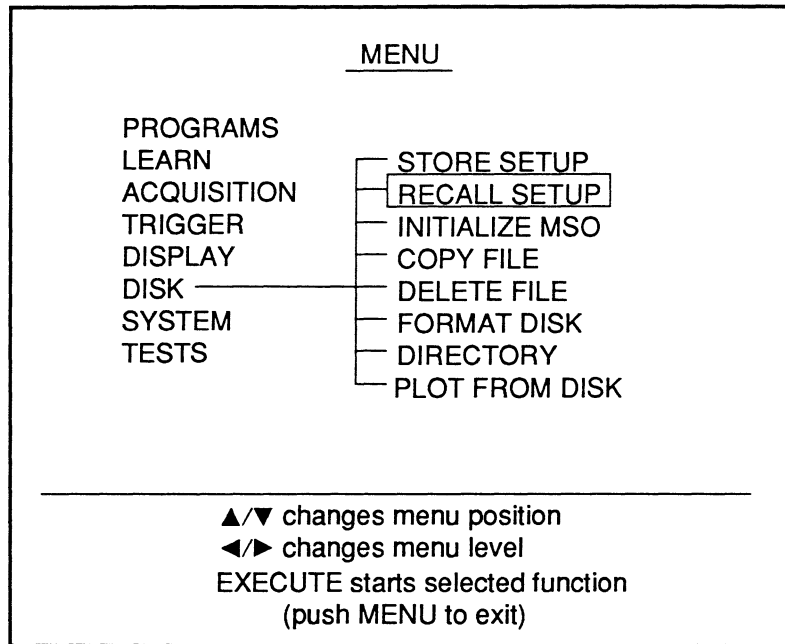 MENU
PROGRAMS
LEARN
ACQUISITION
TRIGGER
DISPLAY
DISK
SYSTEM
TESTS
STORE SETUP
RECALL SETUP
INITIALIZE MSO
COPY FILE
DELETE FILE
FORMAT DISK
DIRECTORY
PLOT FROM DISK
▲/▼ changes menu position
◄/► changes menu level
EXECUTE starts selected function
(push MENU to exit)